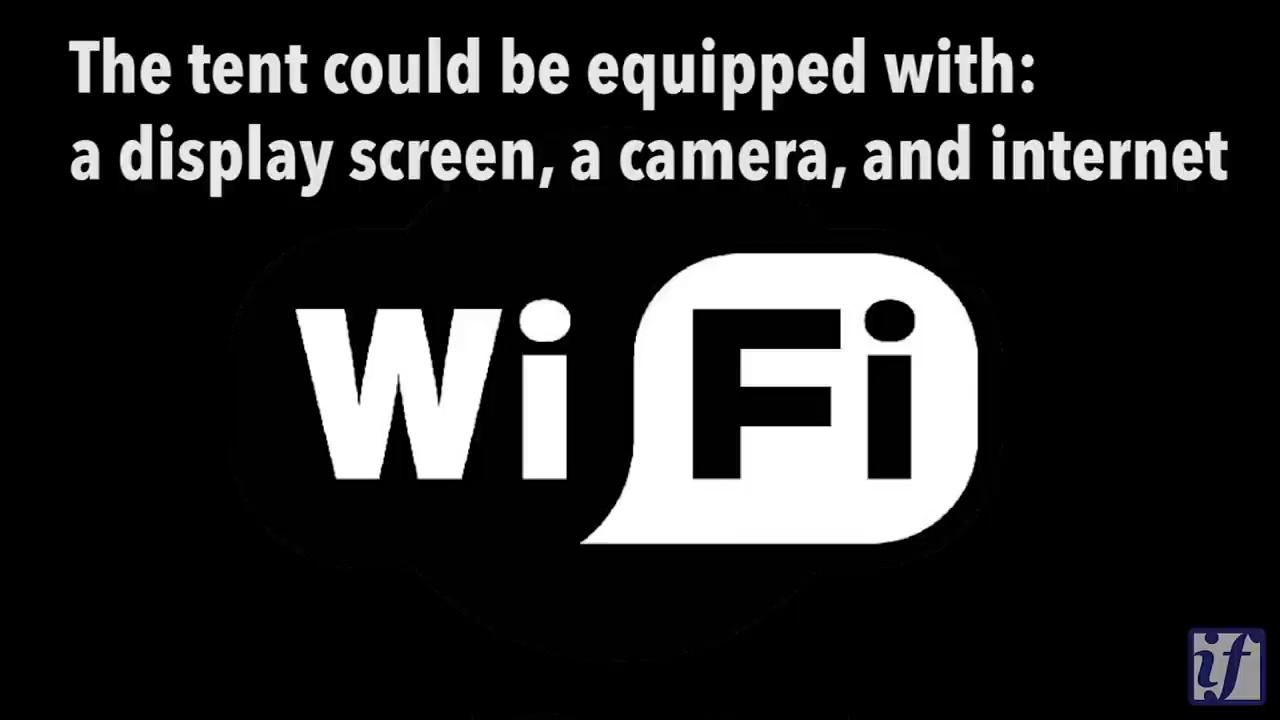 The tent could be equipped with:
a display screen, a camera, and internet
Wi Fi
if